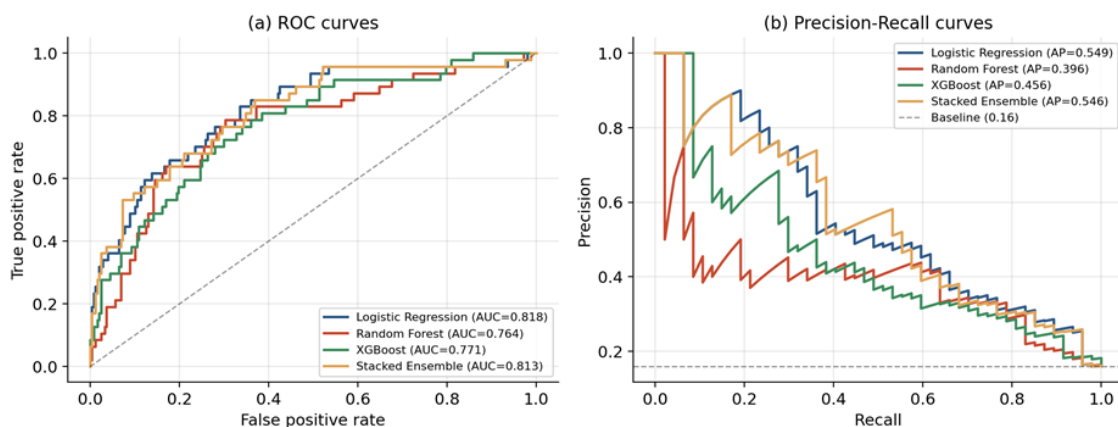 (a) ROC curves
True positive rate
1.0
0.8
0.6
0.4
0.2
0.0
Logistic Regression (AUC=0.818)
Random Forest (AUC=0.764)
XGBoost (AUC=0.771)
Stacked Ensemble (AUC=0.813)
0.0 0.2 0.4 0.6 0.8 1.0
False positive rate
(b) Precision-Recall curves
Precision
1.0
0.8
0.6
0.4
0.2
Logistic Regression (AP=0.549)
Random Forest (AP=0.396)
XGBoost (AP=0.456)
Stacked Ensemble (AP=0.546)
Baseline (0.16)
0.0 0.2 0.4 0.6 0.8 1.0
Recall